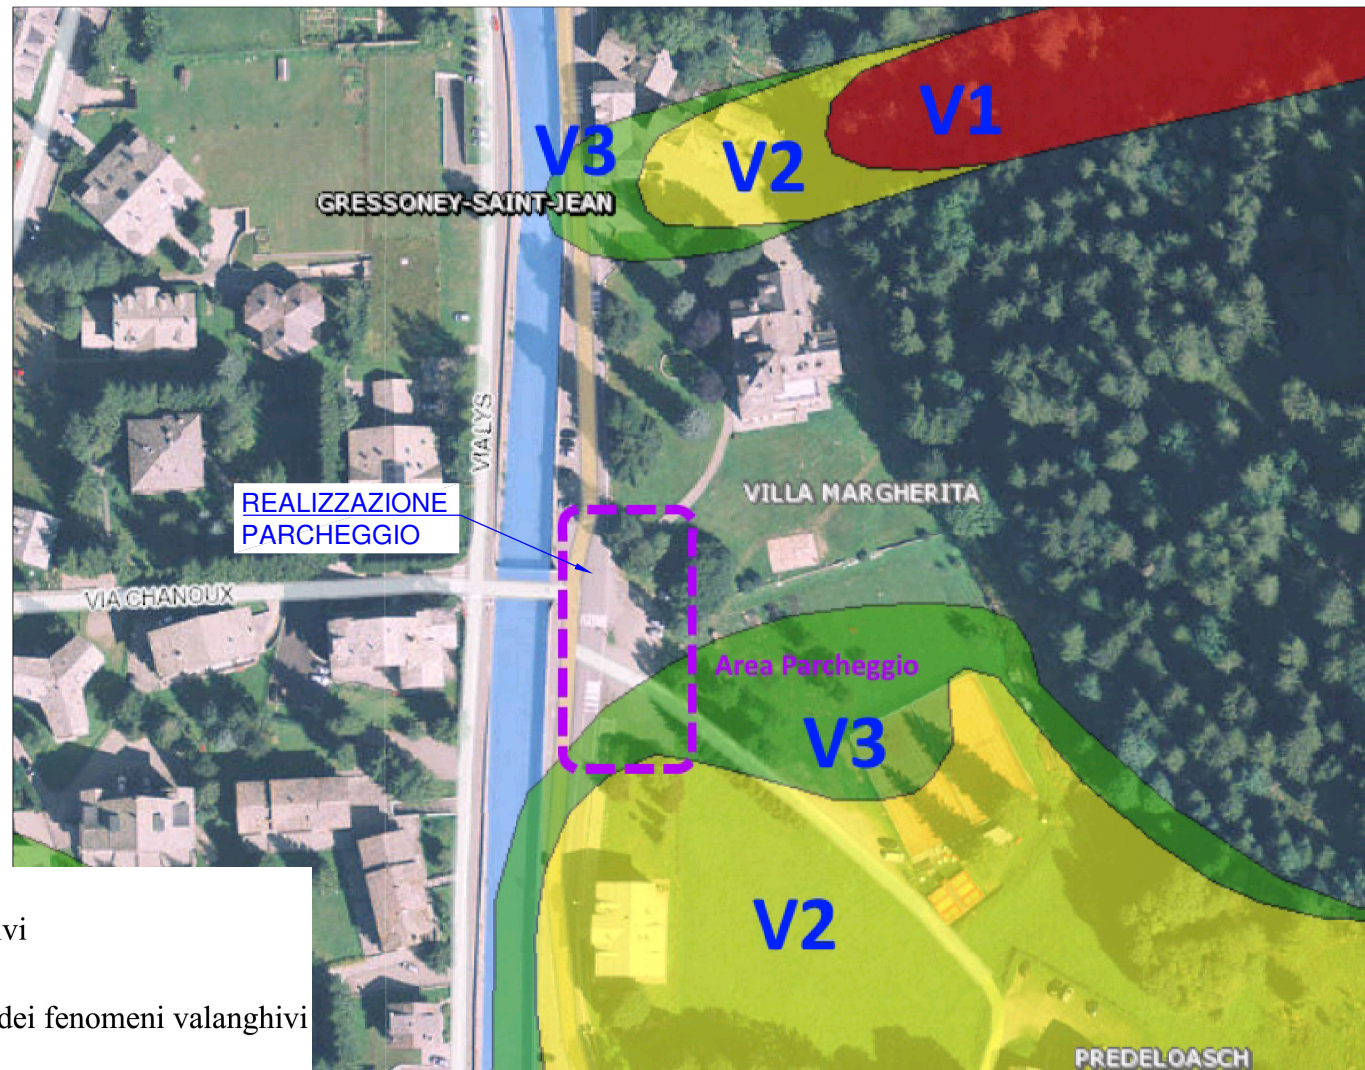 V1
V3
V2
GRESSONEY-SAINT-JEAN
VIALYS
REALIZZAZIONE
PARCHEGGIO
VILLA MARGHERITA
VIA CHANOUX
Area Parcheggio
V3
V2
vi
dei fenomeni valanghivi
PREDELOASCH